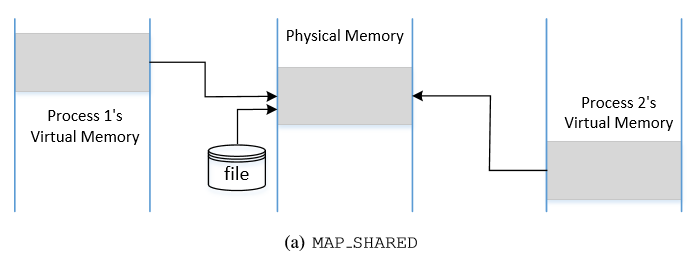 Physical Memory
Process 1's
Virtual Memory
Process 2's
Virtual Memory
file
(a) MAP_SHARED